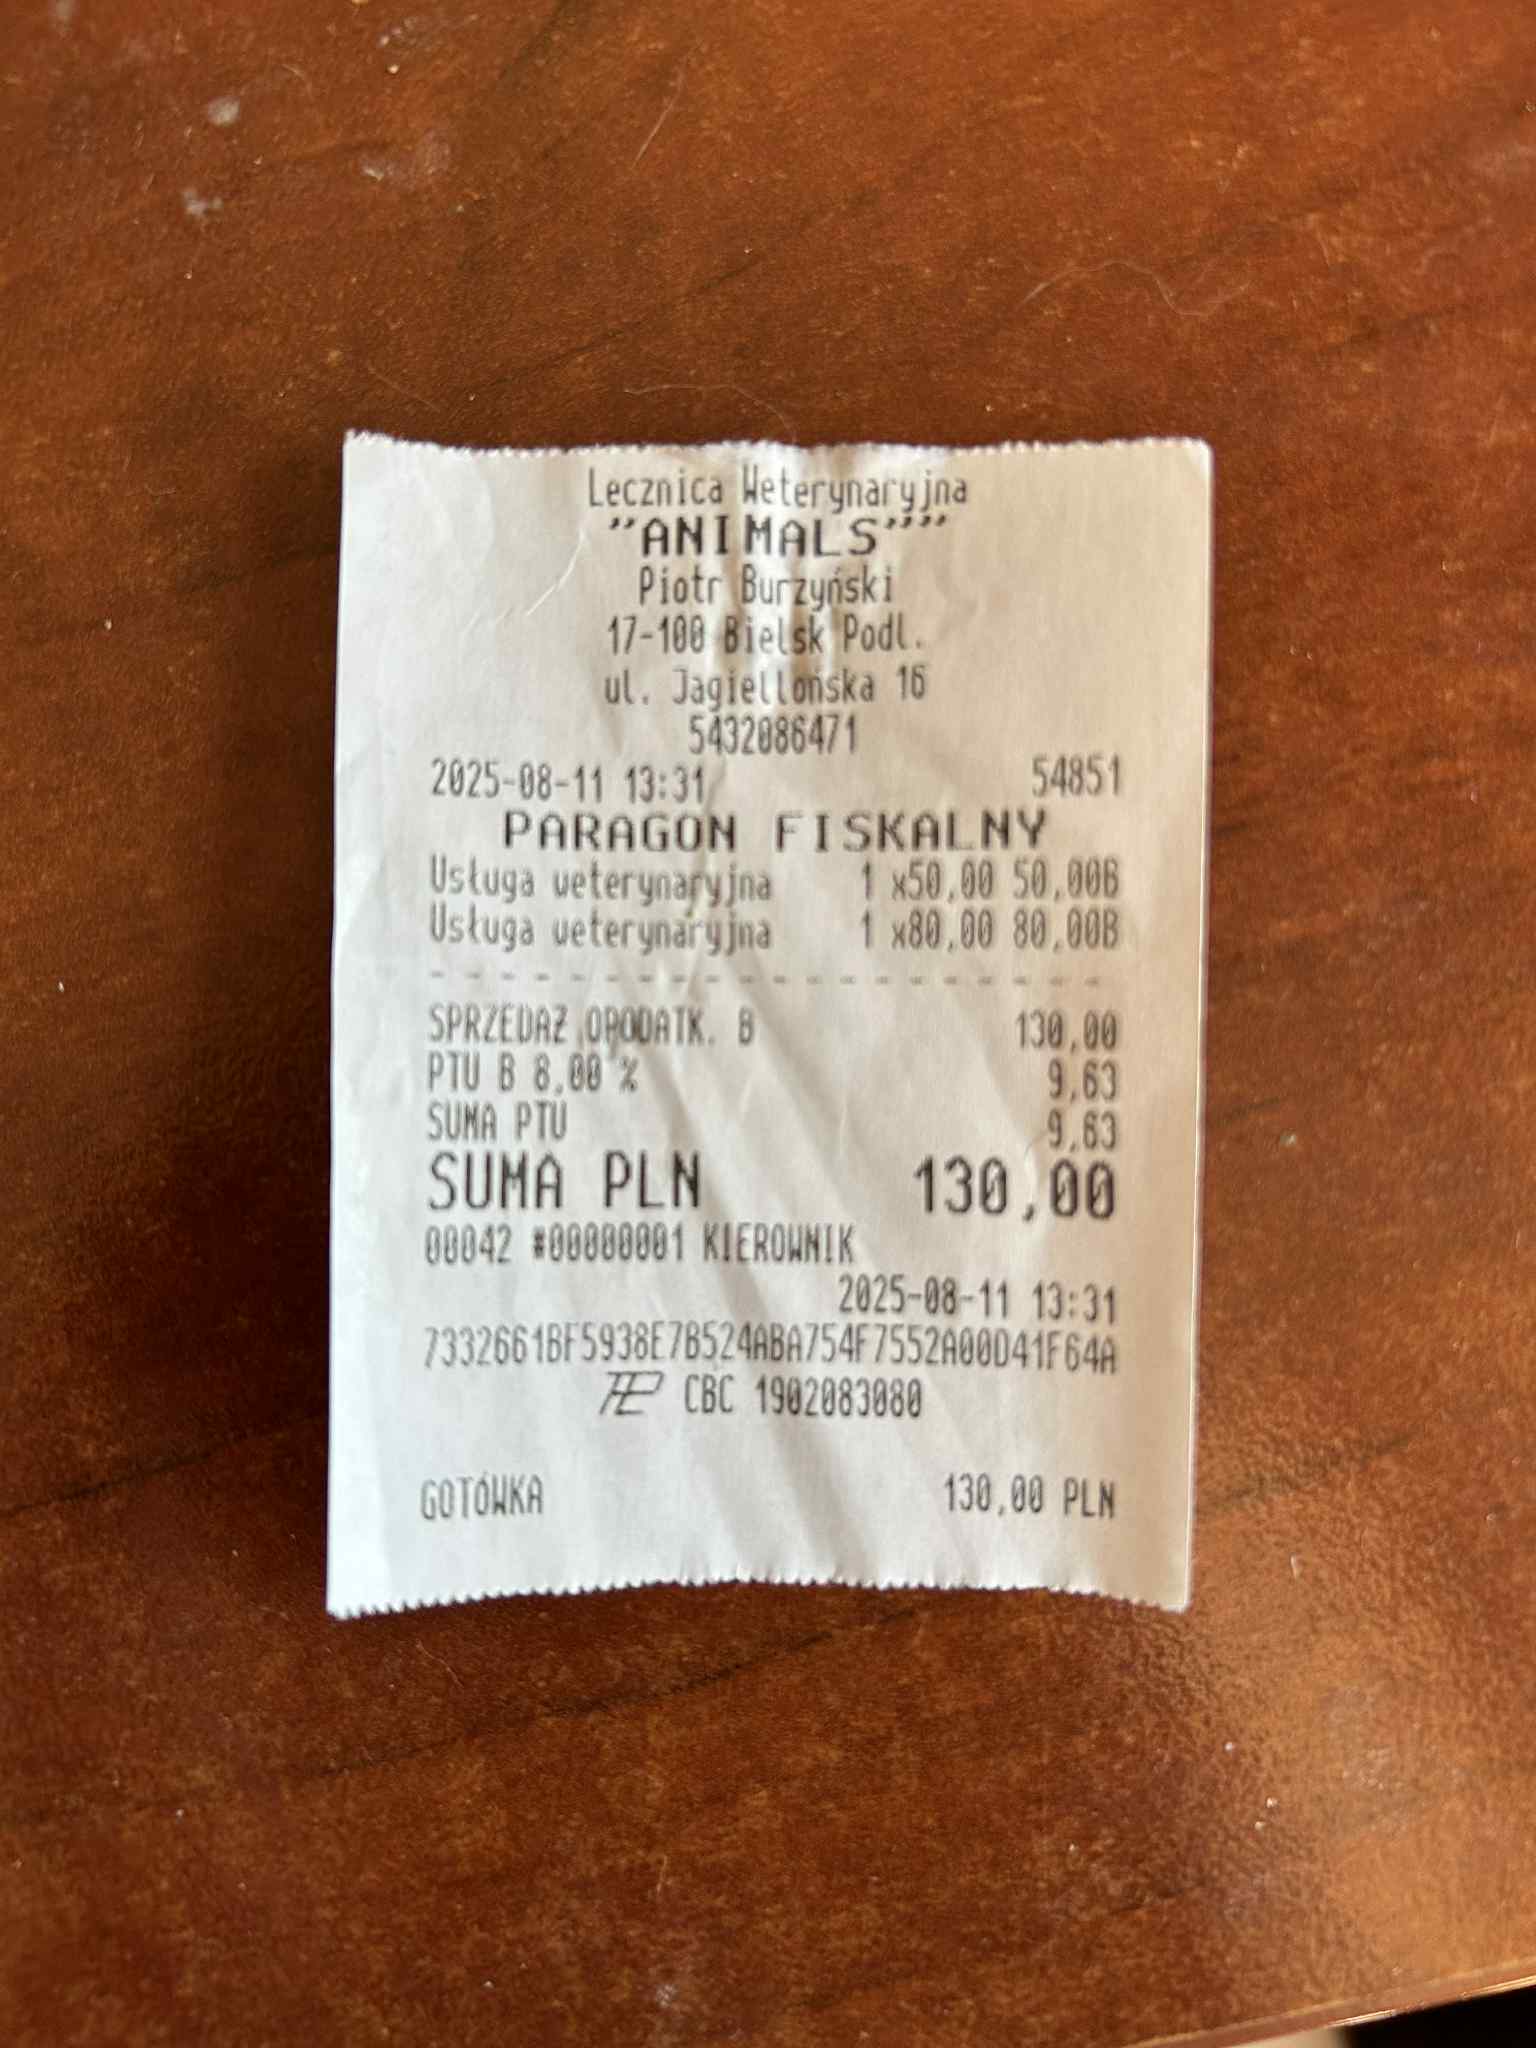 Lecznica Weterynaryjna
"ANIMALS"""
Piotr Burzyński
17-100 Bielsk Podl.
ul. Jagiellońska 16
5432086471
2025-08-11 13:31 54851
PARAGON FISKALNY
Usługa weterynaryjna 1 x50,00 50,00B
Usługa weterynaryjna 1 x80,00 80,00B
- - - - - - - - - - - - - - - - - - - -
SPRZEDAŻ OPODATK. B 130,00
PTU B 8,00 % 9,63
SUMA PTU 9,63
SUMA PLN 130,00
00042 #00000001 KIEROWNIK
2025-08-11 13:31
7332661BF5938E7B524ABA754F7552A00D41F64A
CBC 1902083080
GOTÓWKA 130,00 PLN